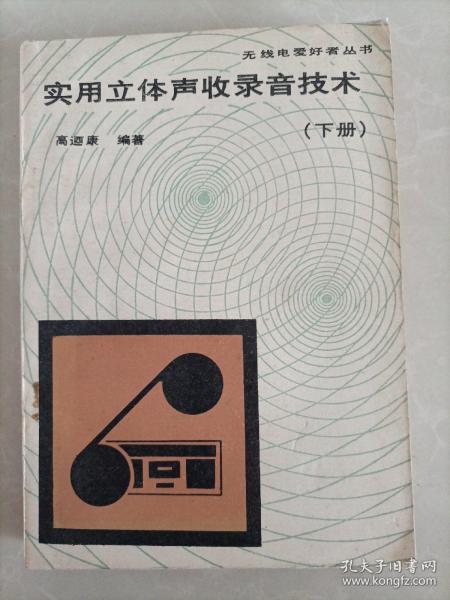 无线电爱好者丛书
实用立体声收录音技术
高迺康 编著
（下册）
孔夫子旧书网
www.kongfz.com